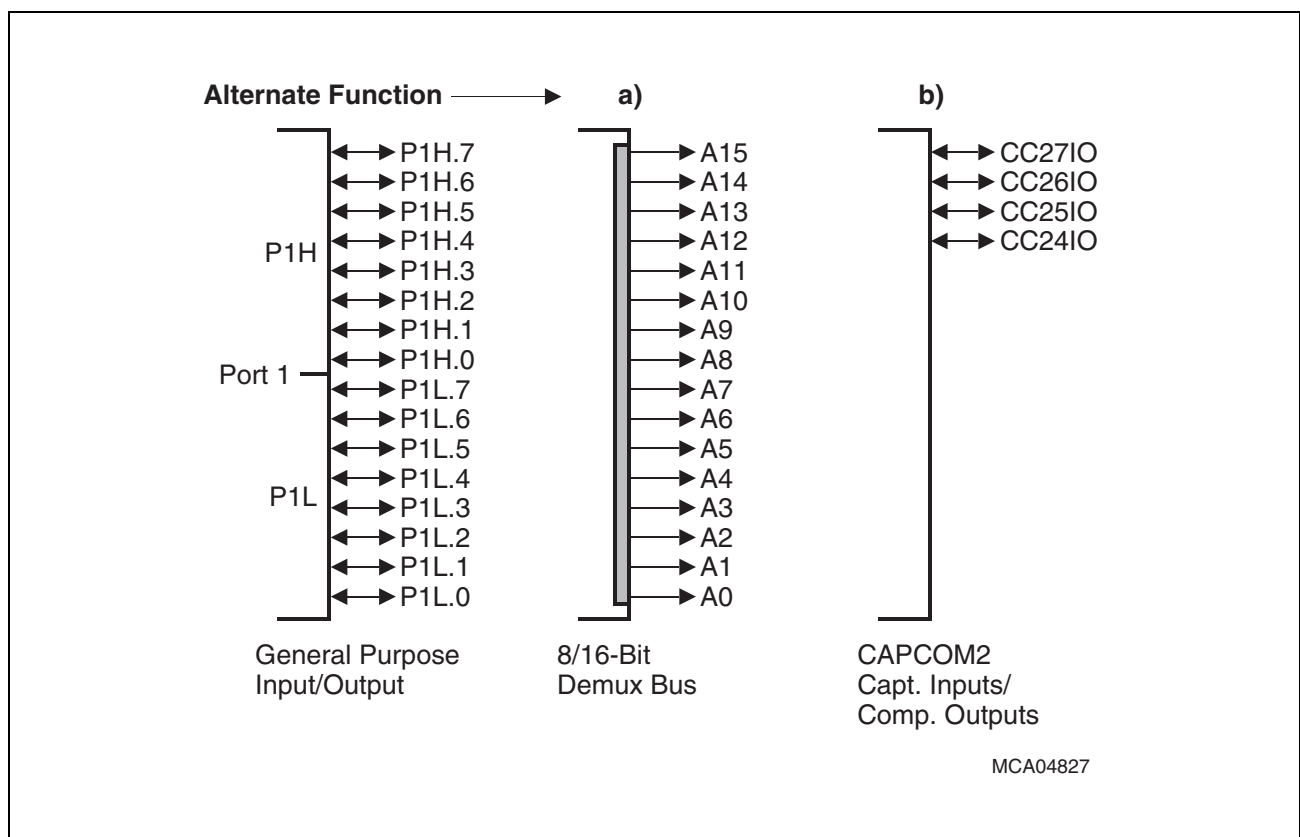 Alternate Function a) b)
P1H.7 A15 CC27IO
P1H.6 A14 CC26IO
P1H.5 A13 CC25IO
P1H.4 A12 CC24IO
P1H
P1H.3 A11
P1H.2 A10
P1H.1 A9
P1H.0 A8
Port 1
P1L.7 A7
P1L.6 A6
P1L.5 A5
P1L.4 A4
P1L
P1L.3 A3
P1L.2 A2
P1L.1 A1
P1L.0 A0
General Purpose
Input/Output
8/16-Bit
Demux Bus
CAPCOM2
Capt. Inputs/
Comp. Outputs
MCA04827